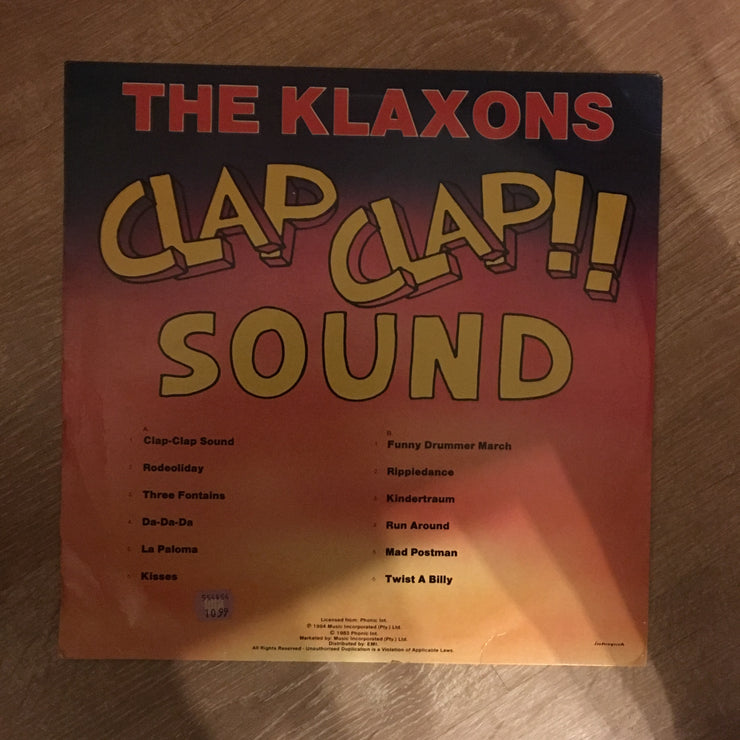 THE KLAXONS
CLAP CLAP!!
SOUND
A.
1. Clap-Clap Sound
2. Rodeoliday
3. Three Fontains
4. Da-Da-Da
5. La Paloma
6. Kisses
B.
1. Funny Drummer March
2. Rippledance
3. Kindertraum
4. Run Around
5. Mad Postman
6. Twist A Billy
10.99
Licensed from: Phonic Int.
℗ 1984 Music Incorporated (Pty.) Ltd.
© 1983 Phonic Int.
Marketed by: Music Incorporated (Pty) Ltd
Distributed by: EMI.
All Rights Reserved - Unauthorised Duplication is a Violation of Applicable Laws.